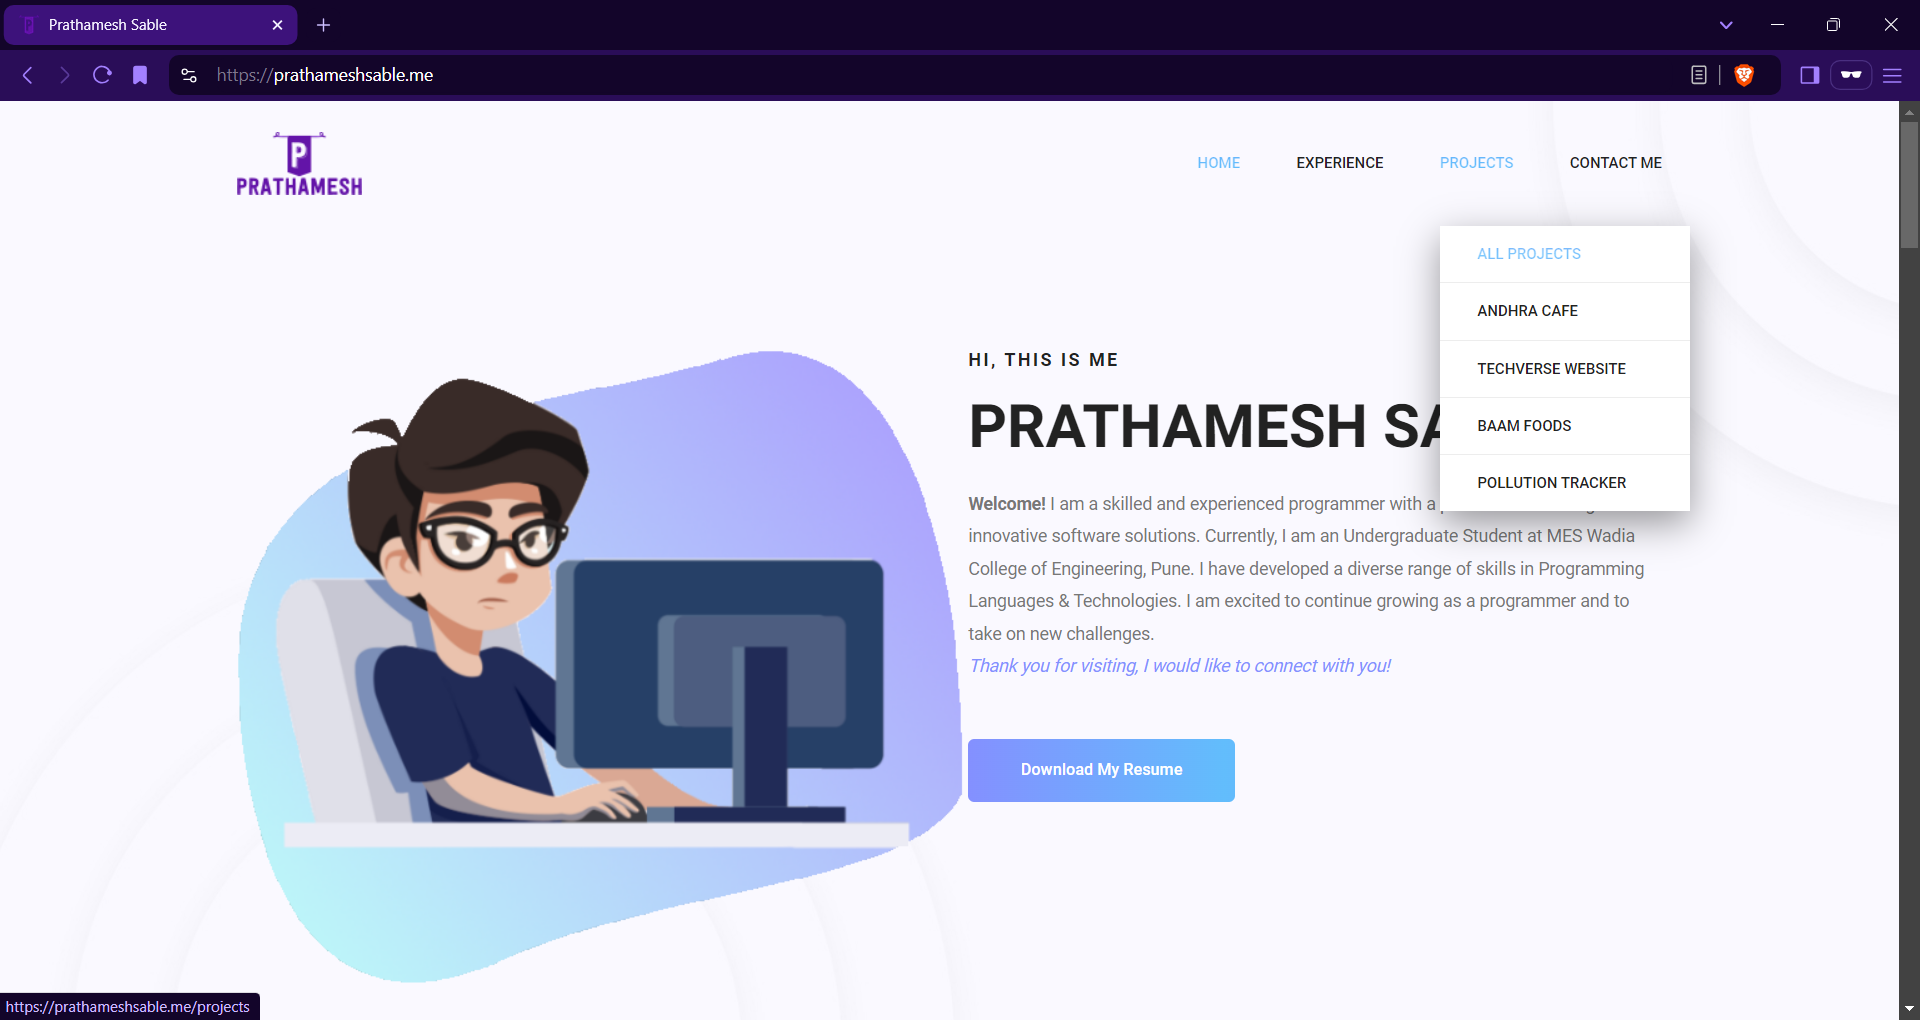 Prathamesh Sable
https://prathameshsable.me
P
PRATHAMESH
HOME
EXPERIENCE
PROJECTS
CONTACT ME
ALL PROJECTS
ANDHRA CAFE
TECHVERSE WEBSITE
BAAM FOODS
POLLUTION TRACKER
HI, THIS IS ME
PRATHAMESH SA
Welcome! I am a skilled and experienced programmer with a
innovative software solutions. Currently, I am an Undergraduate Student at MES Wadia
College of Engineering, Pune. I have developed a diverse range of skills in Programming
Languages & Technologies. I am excited to continue growing as a programmer and to
take on new challenges.
Thank you for visiting, I would like to connect with you!
Download My Resume
https://prathameshsable.me/projects